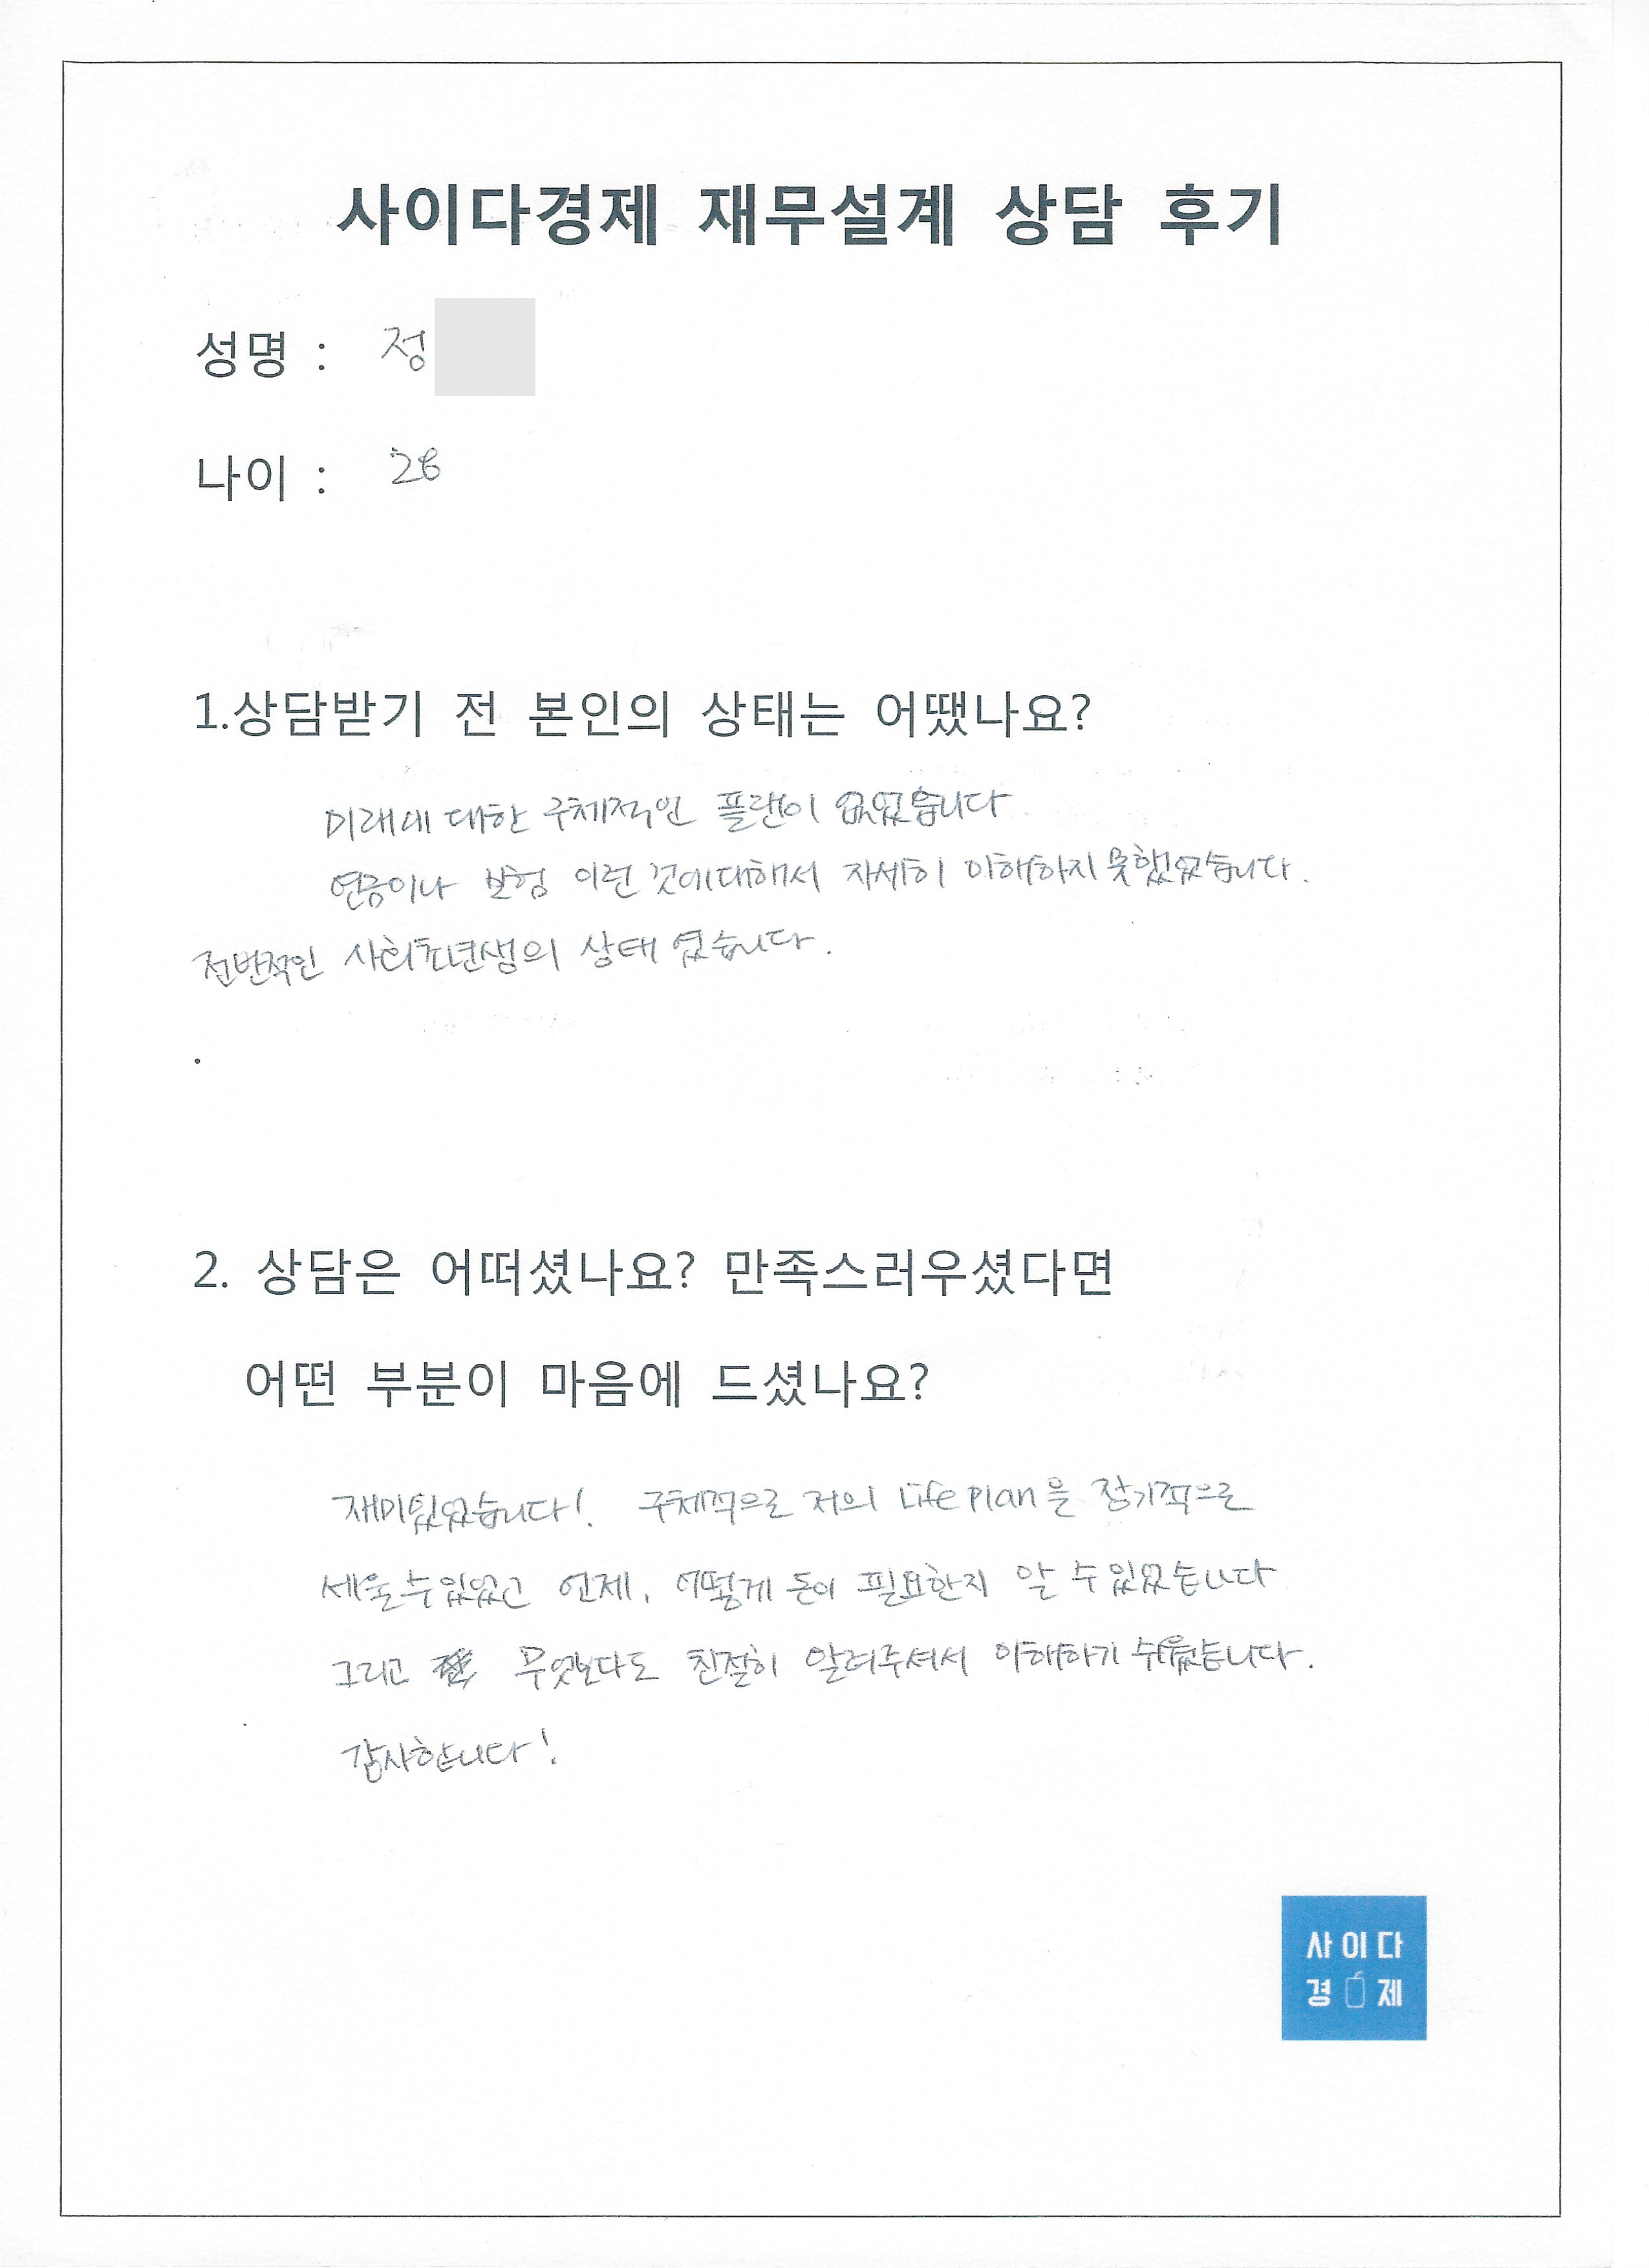 사이다경제 재무설계 상담 후기
성명 : 정
나이 : 26
1.상담받기 전 본인의 상태는 어땠나요?
미래에 대한 구체적인 플랜이 없었습니다
연금이나 보험 이런 것에대해서 자세히 이해하지 못했었습니다.
전반적인 사회초년생의 상태 였습니다.
.
2. 상담은 어떠셨나요? 만족스러우셨다면
어떤 부분이 마음에 드셨나요?
재미있었습니다! 구체적으로 저의 Life Plan을 장기적으로
세울수있었고 언제, 어떻게 돈이 필요한지 알 수있었습니다
그리고 무엇보다도 친절히 알려주셔서 이해하기 쉬웠습니다.
감사합니다!
사이다
경제